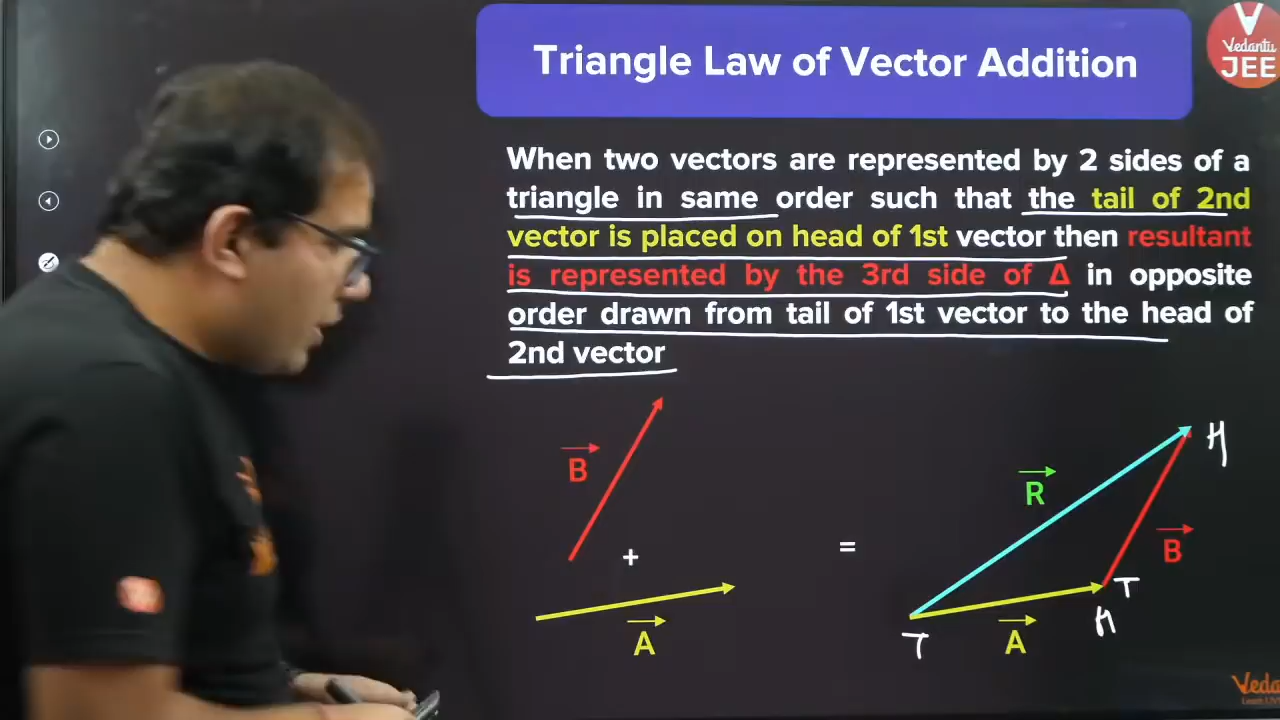 Triangle Law of Vector Addition
Vedantu
JEE
When two vectors are represented by 2 sides of a
triangle in same order such that the tail of 2nd
vector is placed on head of 1st vector then resultant
is represented by the 3rd side of Δ in opposite
order drawn from tail of 1st vector to the head of
2nd vector
B
+
A
=
R
H
B
T
H
T
A
Veda